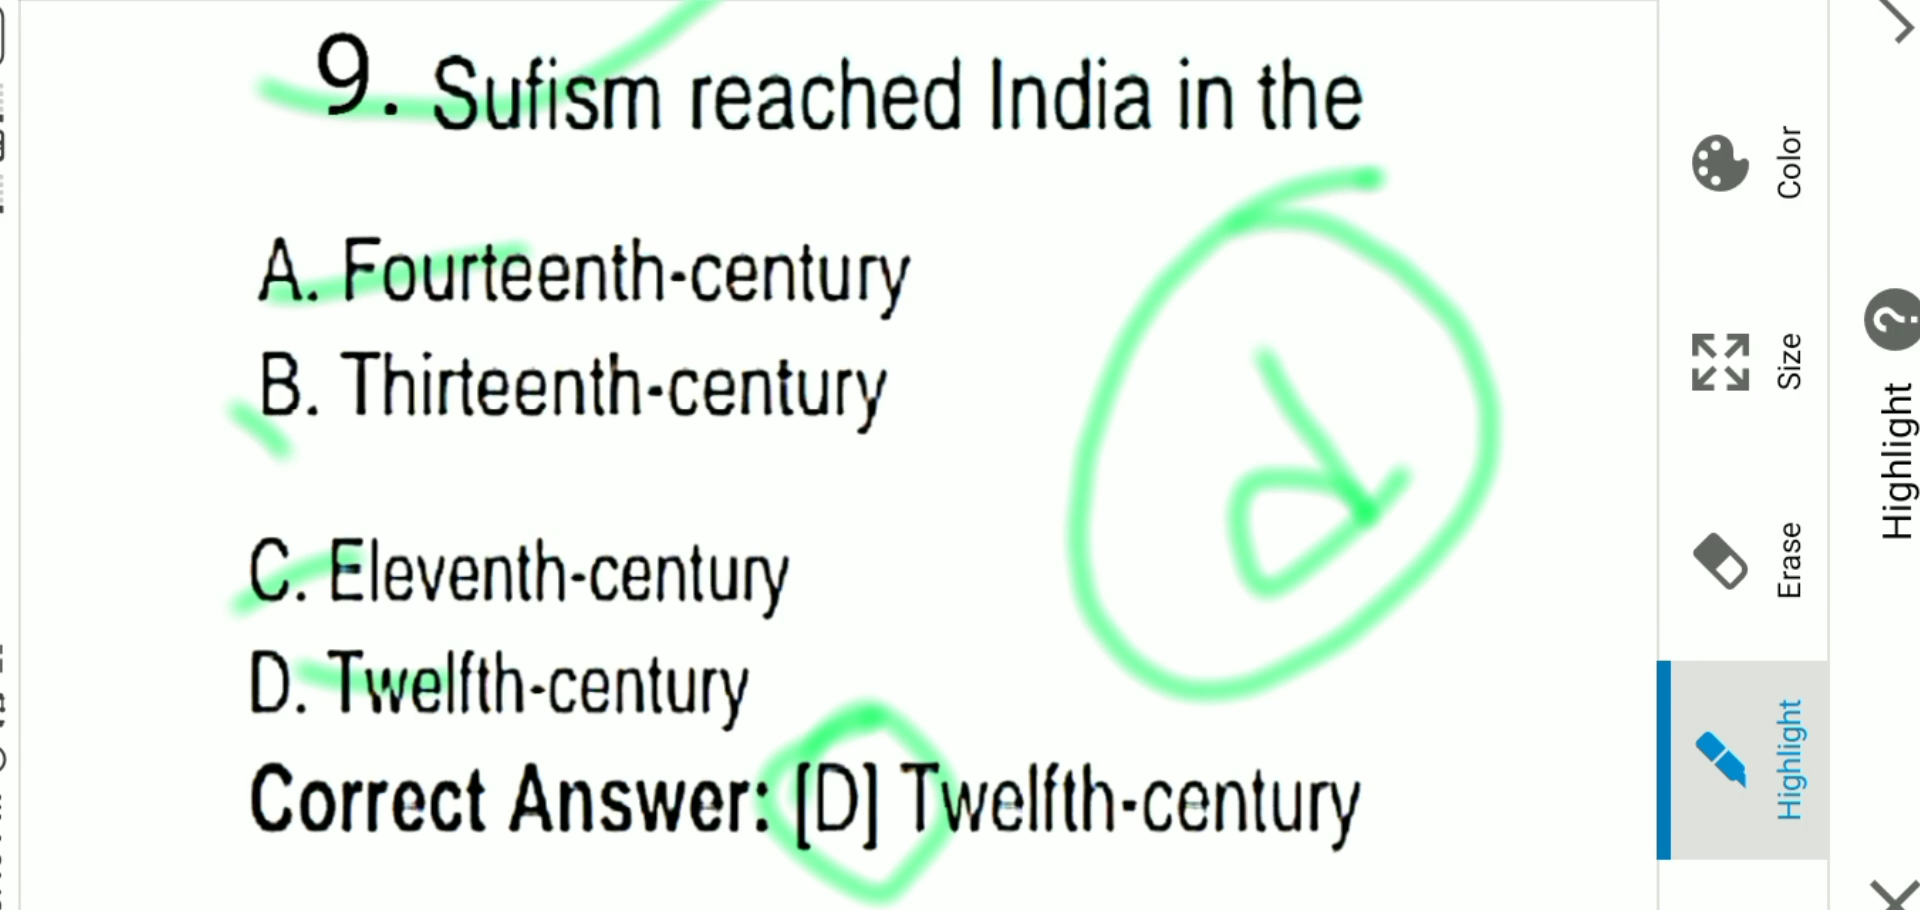 9. Sufism reached India in the
A. Fourteenth-century
B. Thirteenth-century
C. Eleventh-century
D. Twelfth-century
Correct Answer: [D] Twelfth-century
d
Color
Size
Erase
Highlight
Highlight